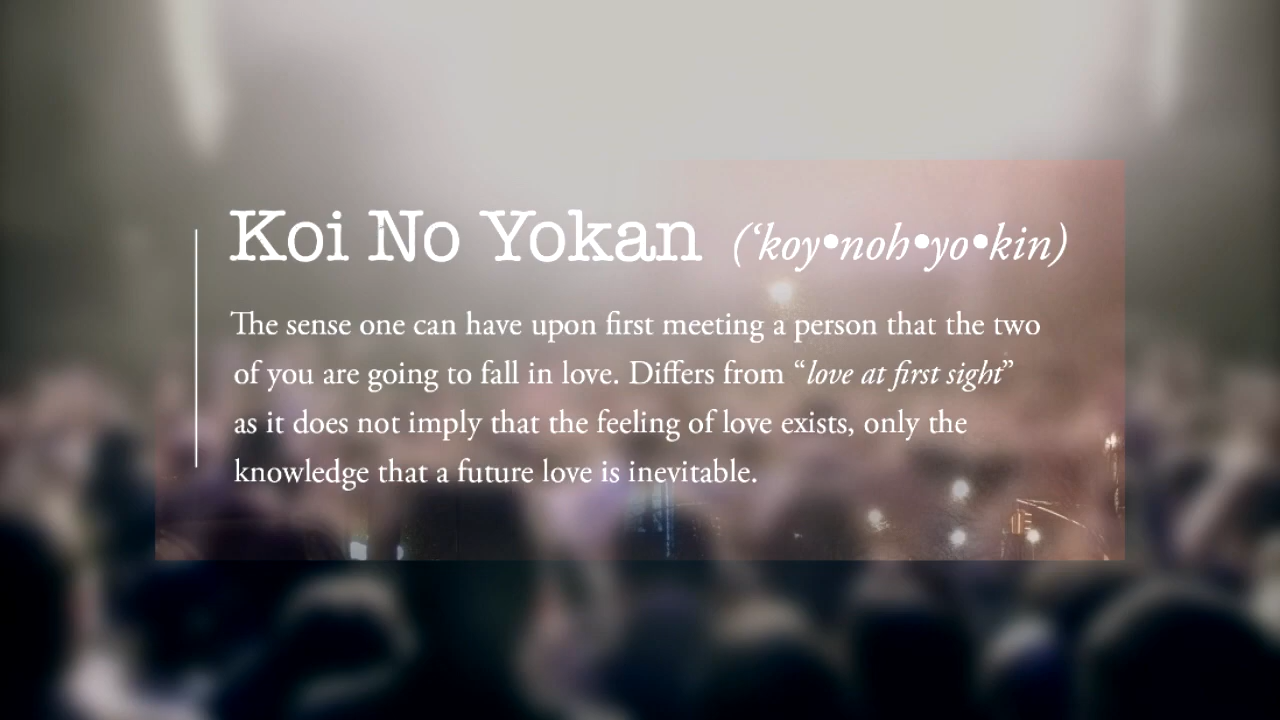 Koi No Yokan (‘koy•noh•yo•kin)
The sense one can have upon first meeting a person that the two
of you are going to fall in love. Differs from “love at first sight”
as it does not imply that the feeling of love exists, only the
knowledge that a future love is inevitable.